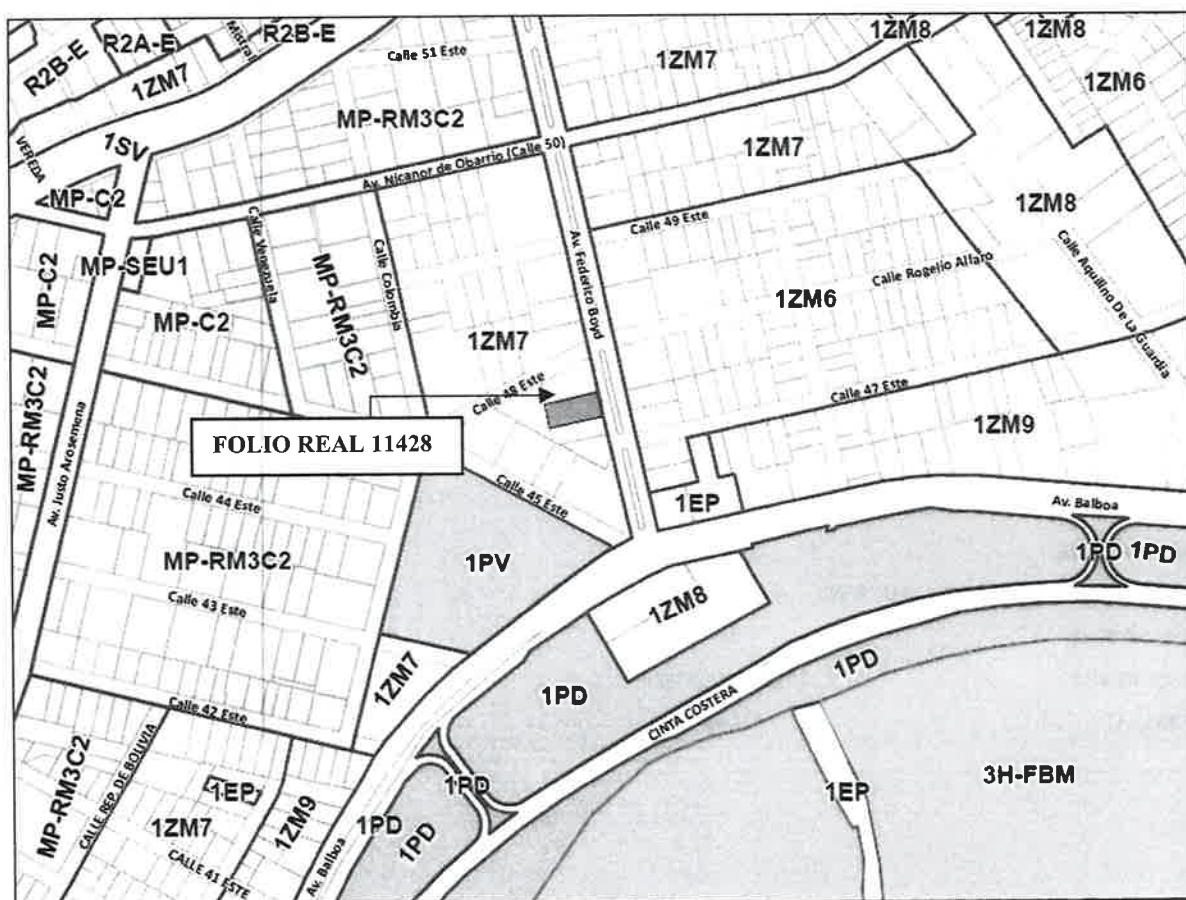 R2B-E
R2A-E
Mistral
R2B-E
1ZM7
Calle 51 Este
1ZM7
1ZM8
1ZM8
1ZM6
VEREDA
1SV
MP-RM3C2
1ZM7
Av. Nicanor de Obarrio (Calle 50)
MP-C2
Calle Venezuela
Calle Colombia
Av. Federico Boyd
Calle 49 Este
1ZM8
MP-C2
MP-SEU1
MP-C2
MP-RM3C2
1ZM7
1ZM6
Calle Rogelio Alfaro
Calle Aquilino De La Guardia
MP-RM3C2
Av. Justo Arosemena
Calle 48 Este
Calle 47 Este
FOLIO REAL 11428
1ZM9
Calle 44 Este
Calle 45 Este
1EP
Av. Balboa
MP-RM3C2
1PV
1PD
1PD
Calle 43 Este
1ZM8
1ZM7
1PD
1PD
Calle 42 Este
CINTA COSTERA
MP-RM3C2
CALLE REP. DE BOLIVIA
1EP
1PD
1EP
3H-FBM
1ZM7
1ZM9
1PD
1PD
CALLE 41 ESTE
Av. Balboa